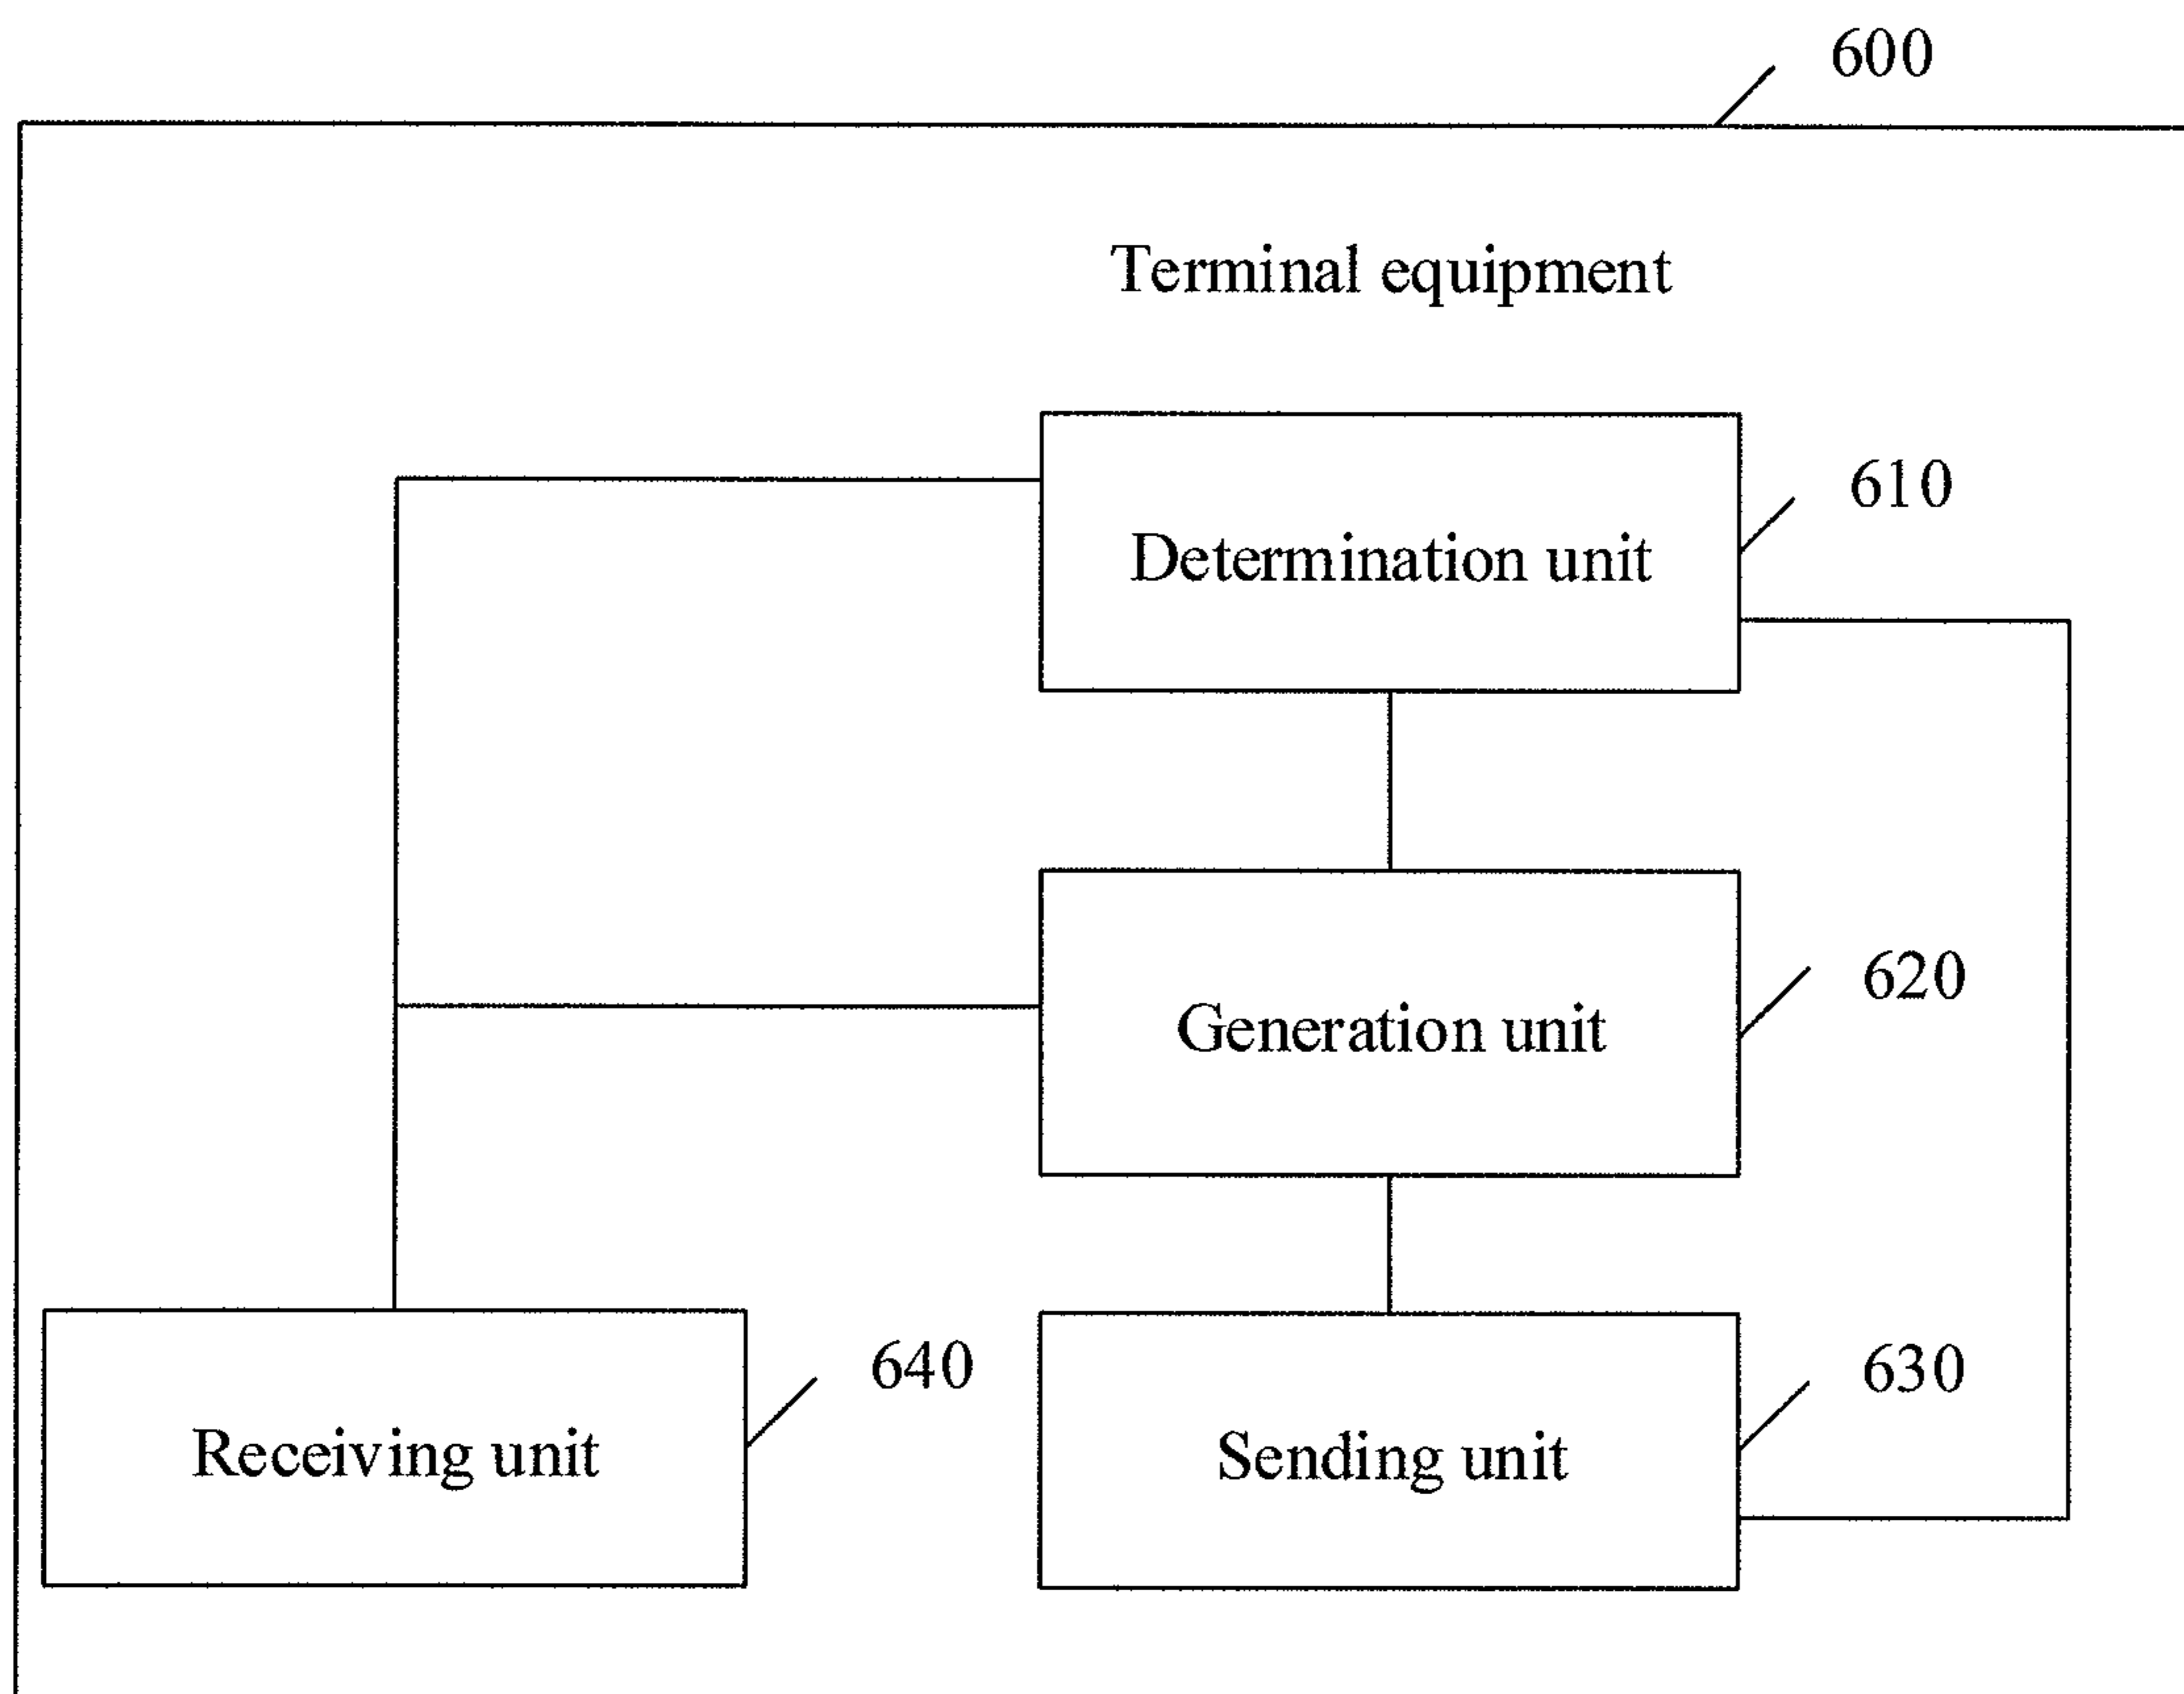 600
Terminal equipment
610
Determination unit
620
Generation unit
640
630
Receiving unit
Sending unit